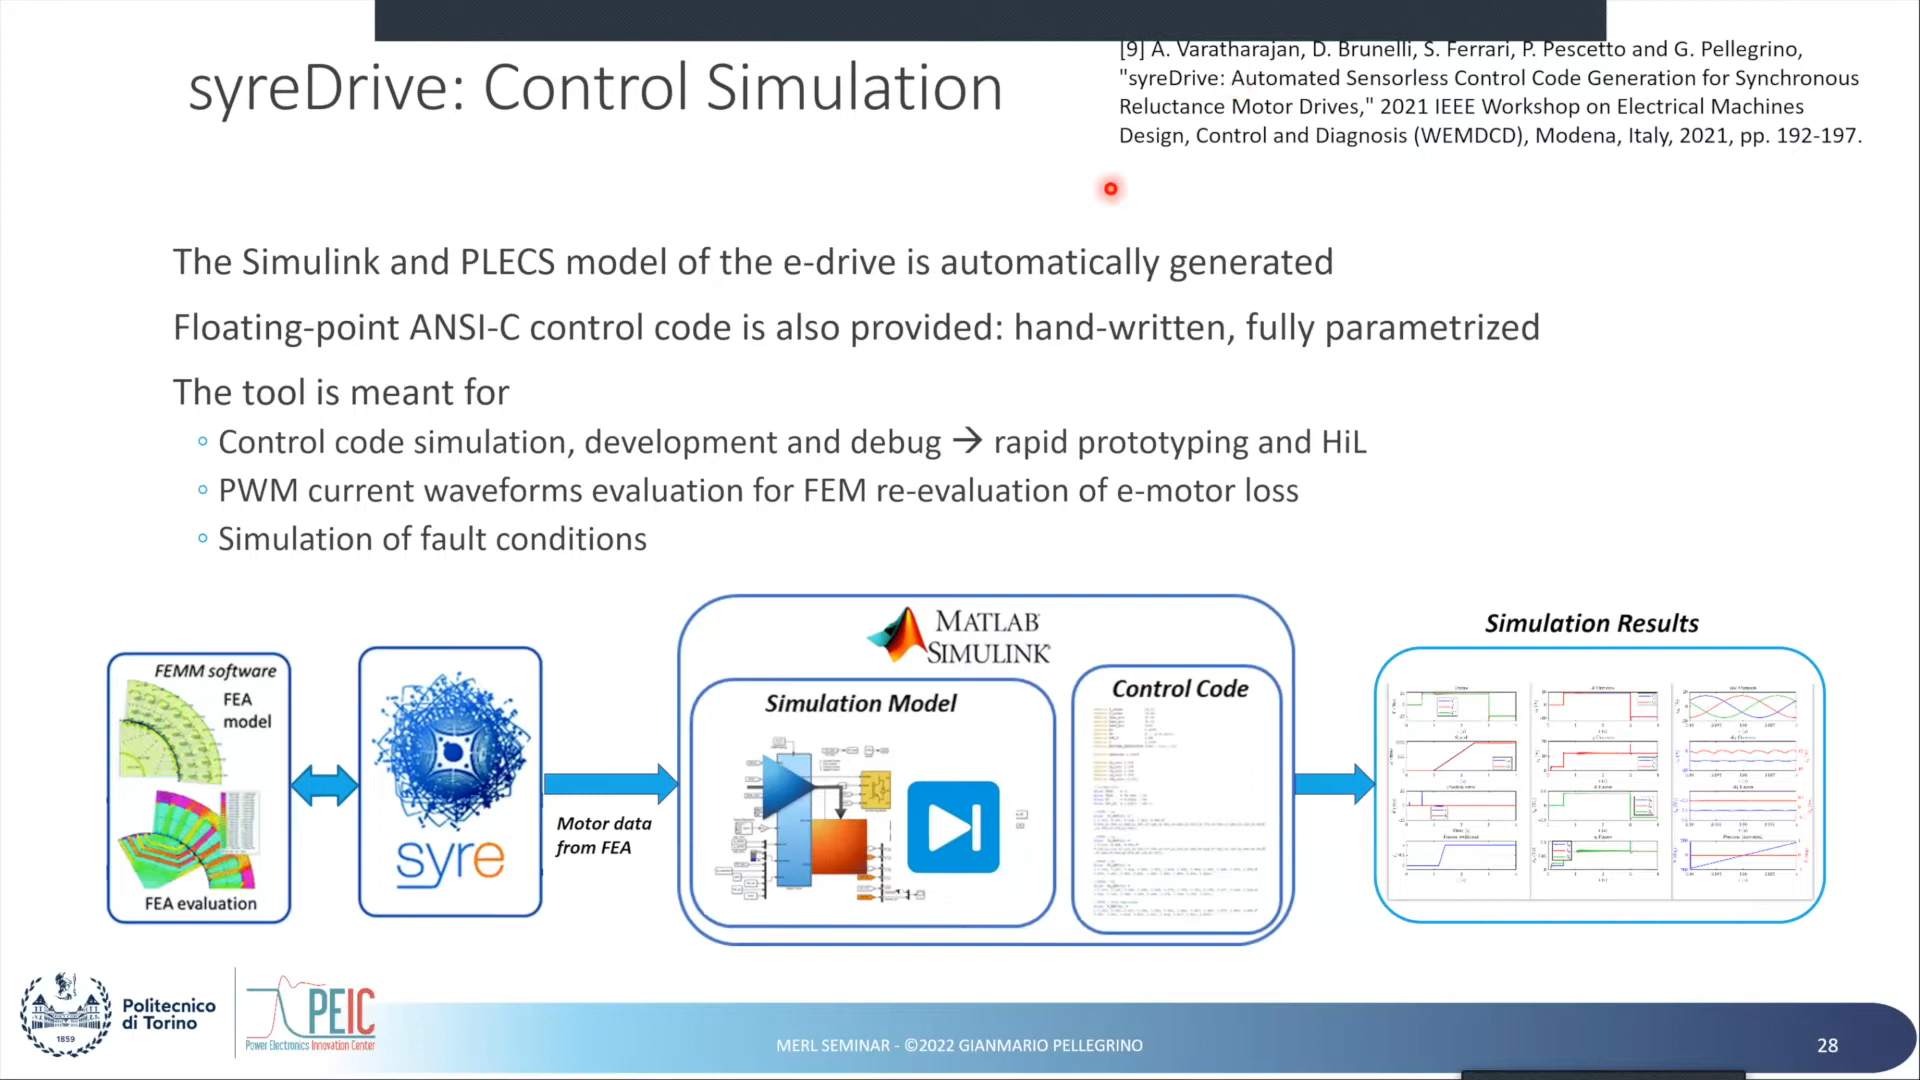 syreDrive: Control Simulation
[9] A. Varatharajan, D. Brunelli, S. Ferrari, P. Pescetto and G. Pellegrino,
"syreDrive: Automated Sensorless Control Code Generation for Synchronous
Reluctance Motor Drives," 2021 IEEE Workshop on Electrical Machines
Design, Control and Diagnosis (WEMDCD), Modena, Italy, 2021, pp. 192-197.
The Simulink and PLECS model of the e-drive is automatically generated
Floating-point ANSI-C control code is also provided: hand-written, fully parametrized
The tool is meant for
◦ Control code simulation, development and debug → rapid prototyping and HiL
◦ PWM current waveforms evaluation for FEM re-evaluation of e-motor loss
◦ Simulation of fault conditions
FEMM software
FEA
model
FEA evaluation
syre
Motor data
from FEA
MATLAB
SIMULINK
Simulation Model
Control Code
Simulation Results
Politecnico
di Torino
1859
PEIC
Power Electronics Innovation Center
MERL SEMINAR - ©2022 GIANMARIO PELLEGRINO
28